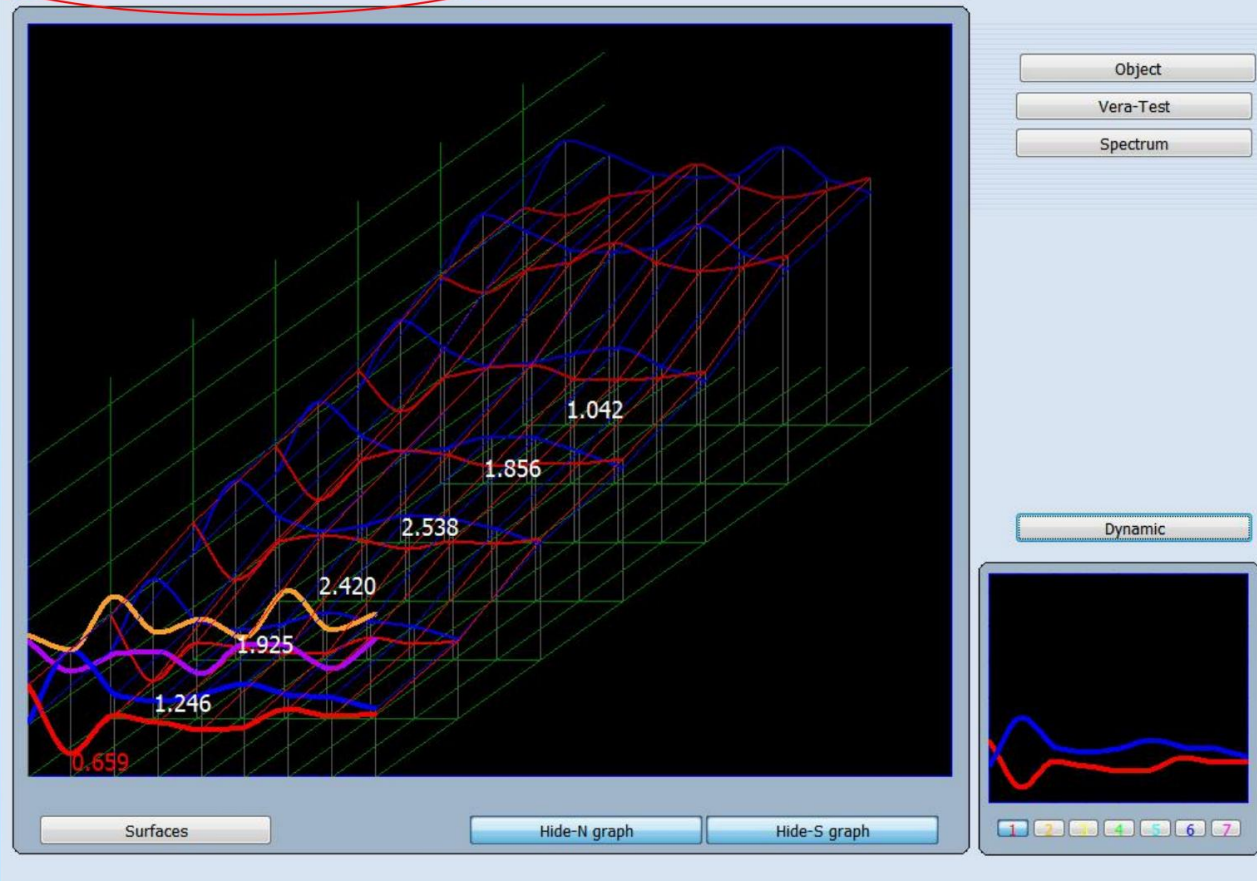 Object
Vera-Test
Spectrum
1.042
1.856
2.538
2.420
1.925
1.246
0.659
Dynamic
Surfaces
Hide-N graph
Hide-S graph
1 2 3 4 5 6 7